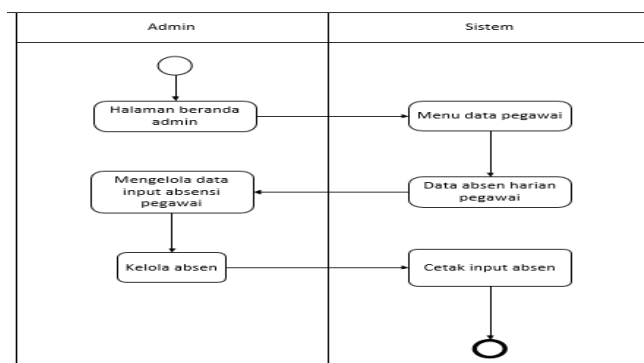 Admin
Sistem
Halaman beranda
admin
Menu data pegawai
Mengelola data
input absensi
pegawai
Data absen harian
pegawai
Kelola absen
Cetak input absen